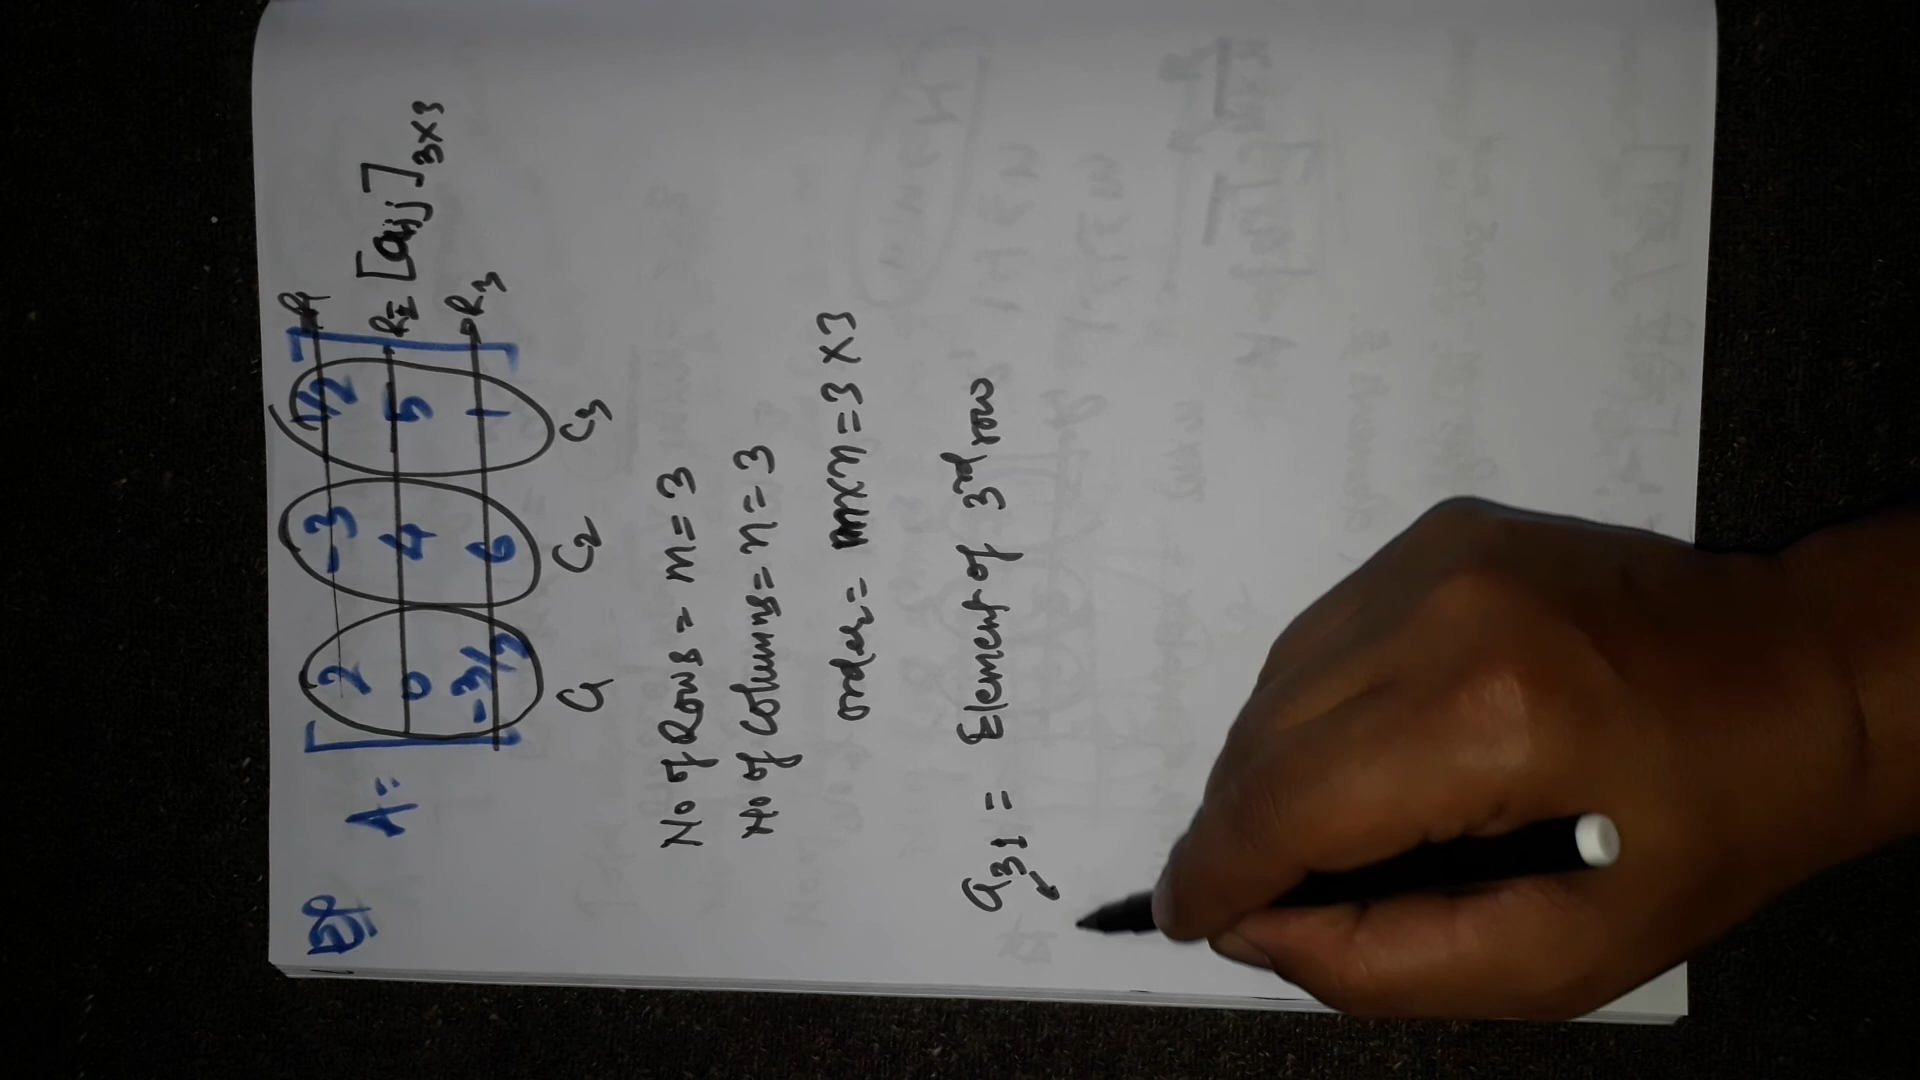 Ex A = [ 2 -3 1/2 ] R1
0 4 5 R2 = [aij]3×3
-3/2 6 1 R3
C1 C2 C3
No of Rows = m = 3
No of Columns = n = 3
order = m×n = 3×3
a31 = Element of 3rd row